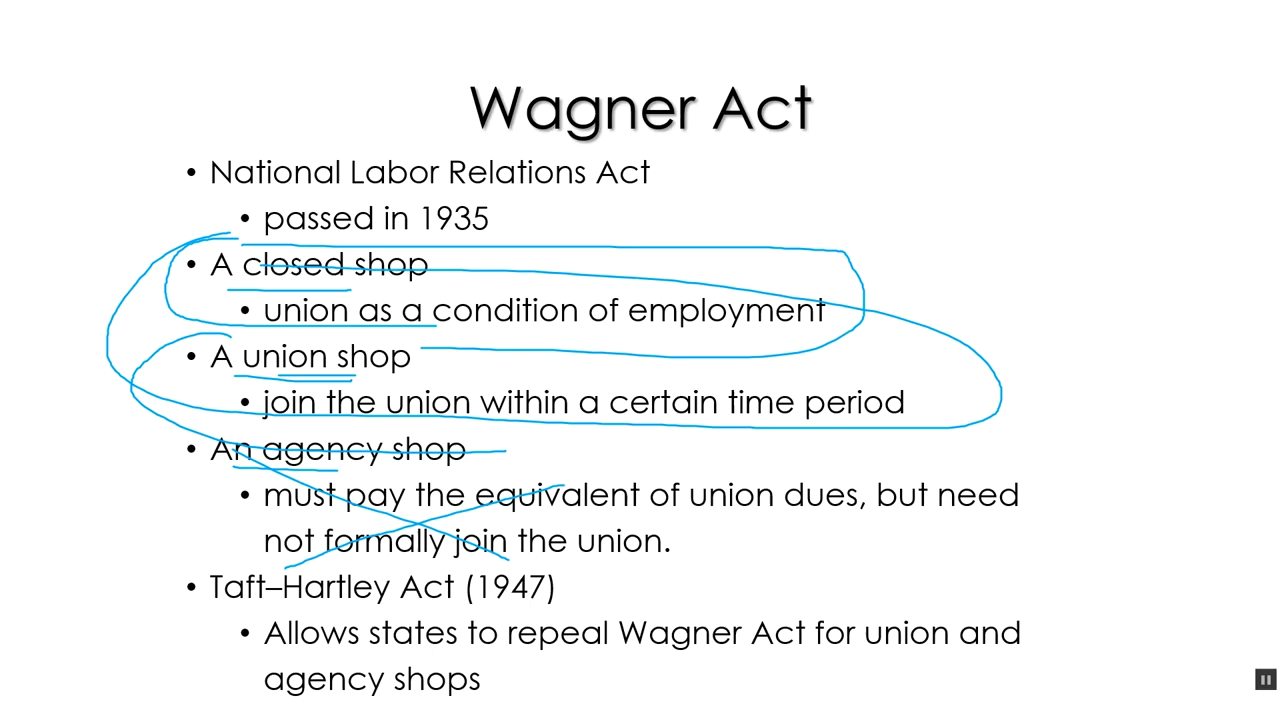 Wagner Act
• National Labor Relations Act
• passed in 1935
• A closed shop
• union as a condition of employment
• A union shop
• join the union within a certain time period
• An agency shop
• must pay the equivalent of union dues, but need
not formally join the union.
• Taft–Hartley Act (1947)
• Allows states to repeal Wagner Act for union and
agency shops